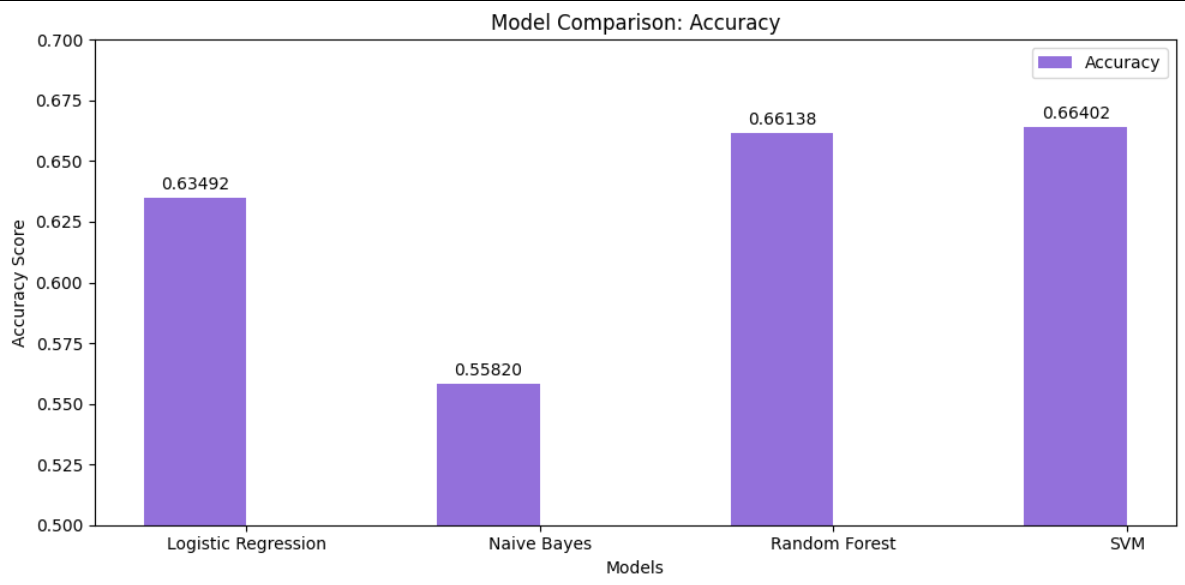 Model Comparison: Accuracy
0.700
0.675
0.650
0.625
0.600
0.575
0.550
0.525
0.500
Accuracy Score
Accuracy
0.63492
0.55820
0.66138
0.66402
Logistic Regression
Naive Bayes
Random Forest
SVM
Models